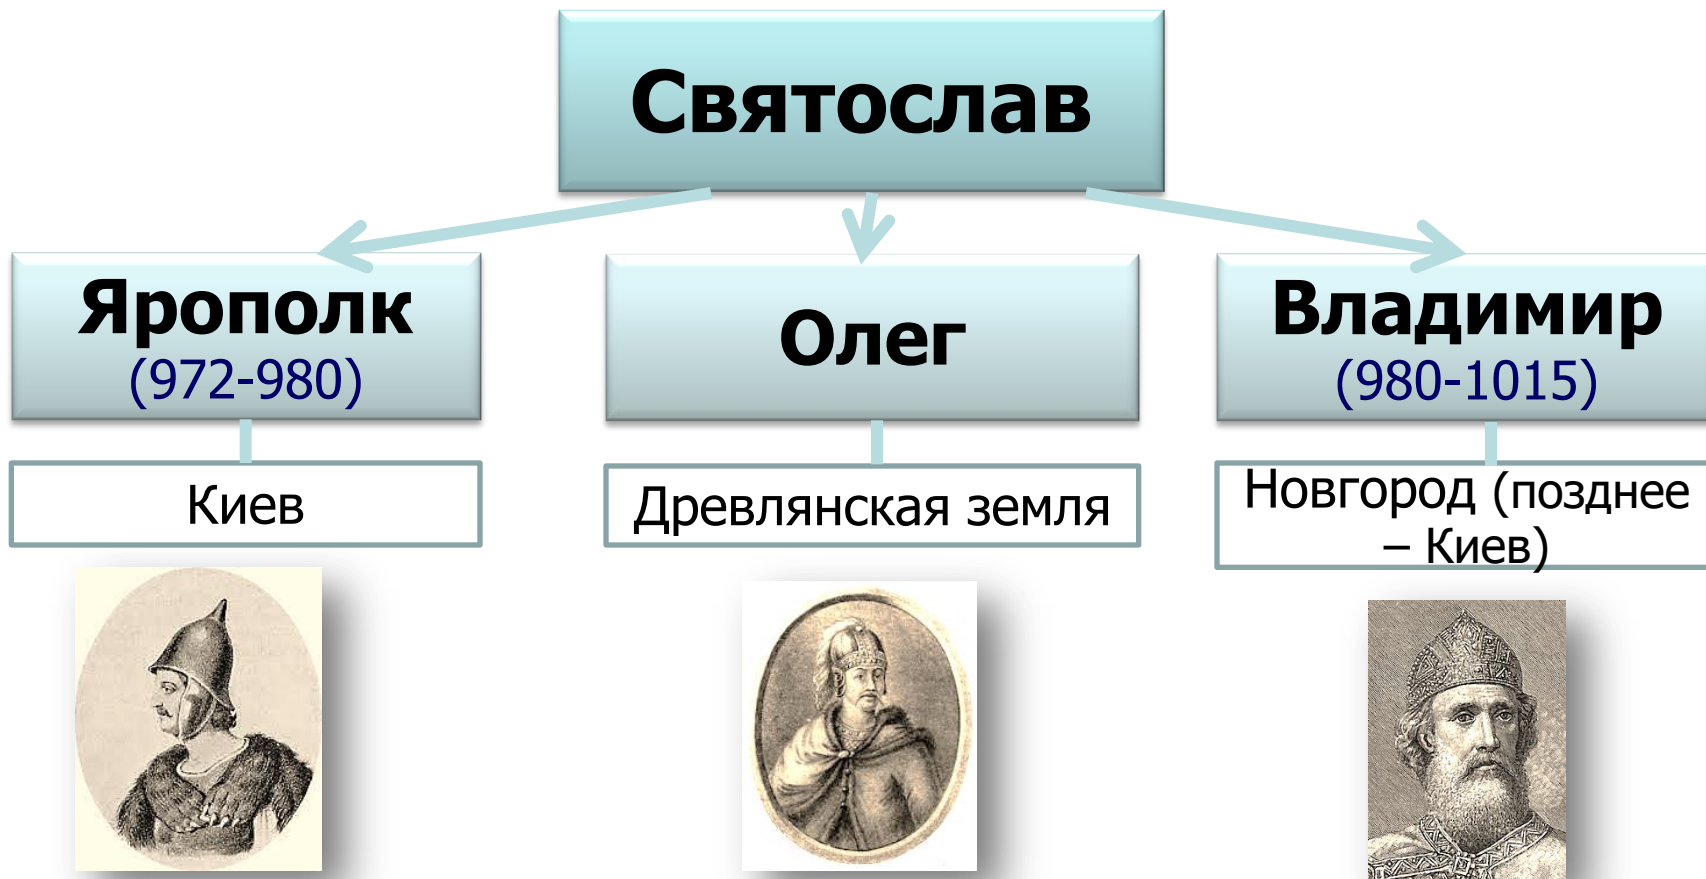 Святослав
Ярополк
(972-980)
Олег
Владимир
(980-1015)
Киев
Древлянская земля
Новгород (позднее
– Киев)